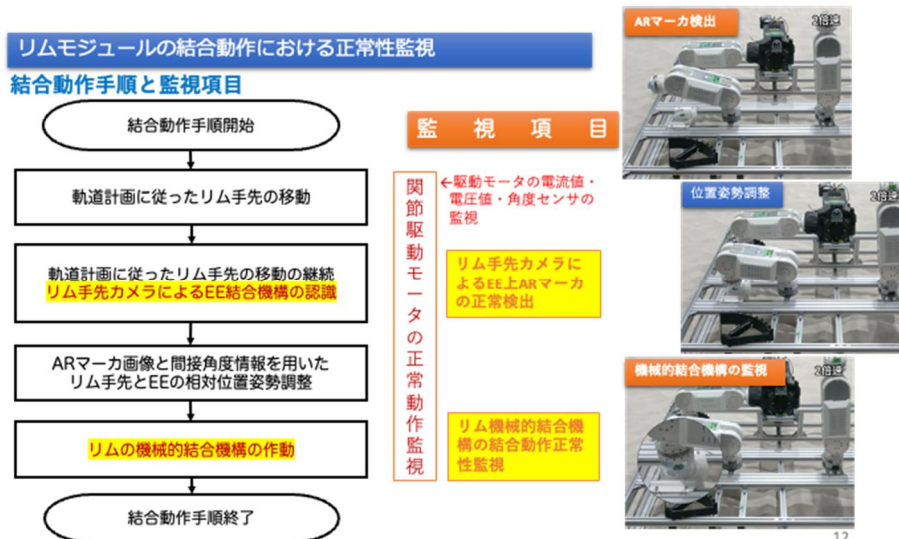 リムモジュールの結合動作における正常性監視
結合動作手順と監視項目
結合動作手順開始
軌道計画に従ったリム手先の移動
軌道計画に従ったリム手先の移動の継続
リム手先カメラによるEE結合機構の認識
ARマーカ画像と間接角度情報を用いた
リム手先とEEの相対位置姿勢調整
リムの機械的結合機構の作動
結合動作手順終了
監視項目
関節駆動モータの正常動作監視
←駆動モータの電流値・
電圧値・角度センサの
監視
リム手先カメラに
よるEE上ARマーカ
の正常検出
リム機械的結合機
構の結合動作正常
性監視
ARマーカ検出
2倍速
位置姿勢調整
2倍速
機械的結合機構の監視
2倍速
12